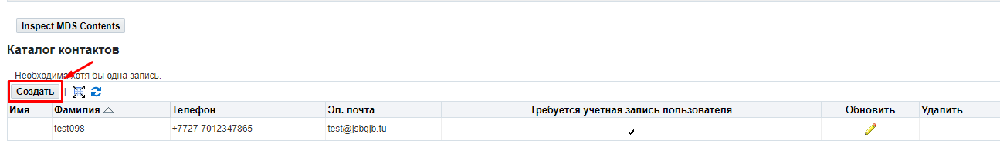 Inspect MDS Contents
Каталог контактов
Необходима хотя бы одна запись.
Создать
Имя Фамилия Телефон Эл. почта Требуется учетная запись пользователя Обновить Удалить
test098 +7727-7012347865 test@jsbgjb.tu